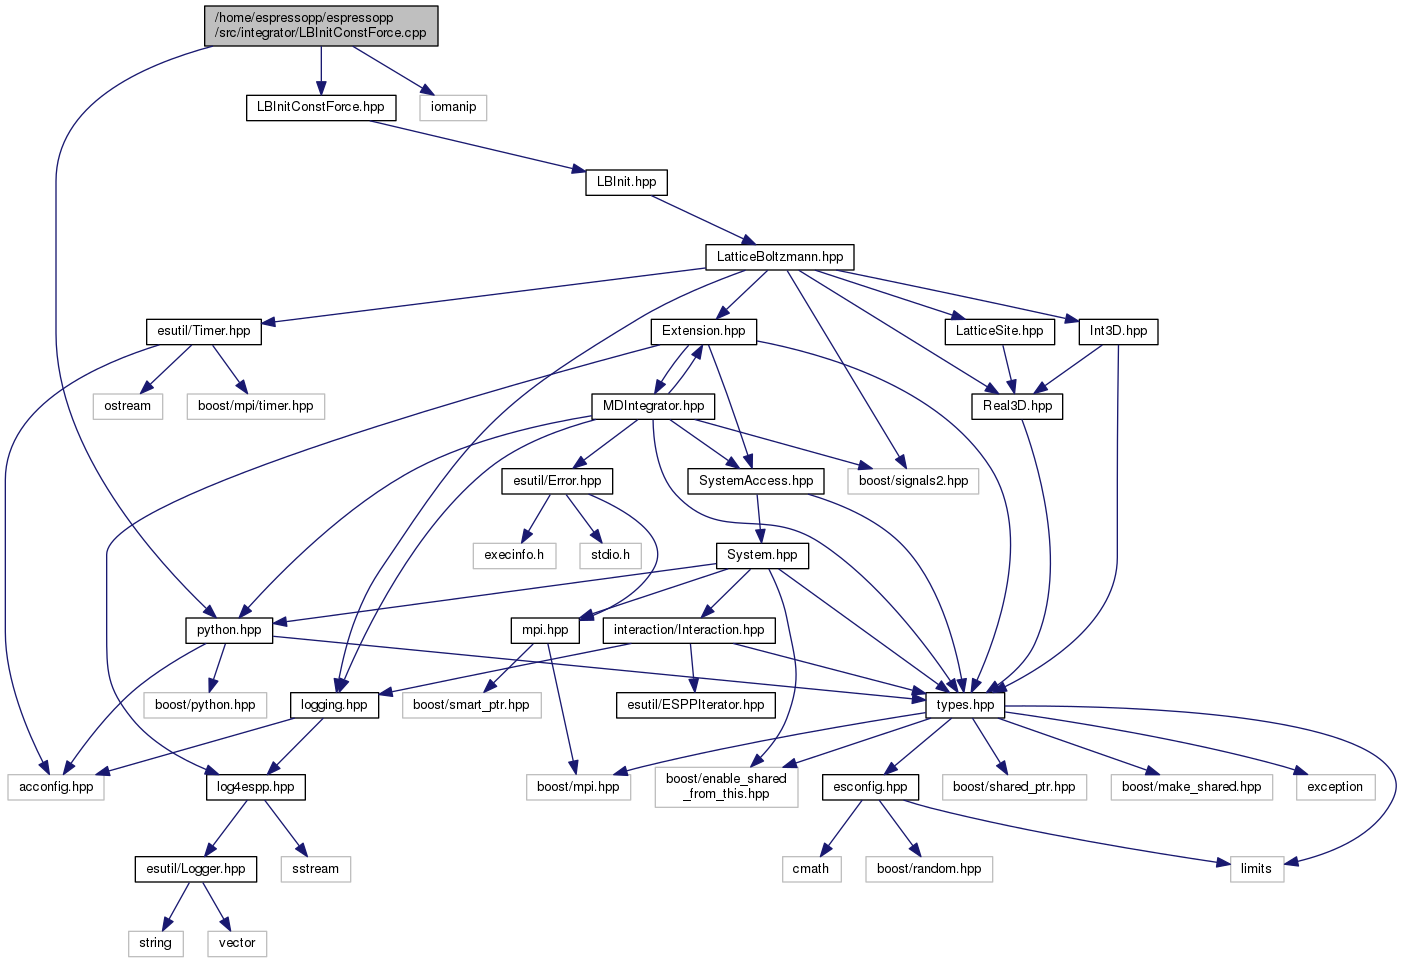 /home/espressopp/espressopp
/src/integrator/LBInitConstForce.cpp
LBInitConstForce.hpp
iomanip
LBInit.hpp
LatticeBoltzmann.hpp
esutil/Timer.hpp
Extension.hpp
LatticeSite.hpp
Int3D.hpp
ostream
boost/mpi/timer.hpp
MDIntegrator.hpp
Real3D.hpp
esutil/Error.hpp
SystemAccess.hpp
boost/signals2.hpp
execinfo.h
stdio.h
System.hpp
python.hpp
mpi.hpp
interaction/Interaction.hpp
boost/python.hpp
logging.hpp
boost/smart_ptr.hpp
esutil/ESPPIterator.hpp
types.hpp
acconfig.hpp
log4espp.hpp
boost/mpi.hpp
boost/enable_shared
_from_this.hpp
esconfig.hpp
boost/shared_ptr.hpp
boost/make_shared.hpp
exception
esutil/Logger.hpp
sstream
cmath
boost/random.hpp
limits
string
vector